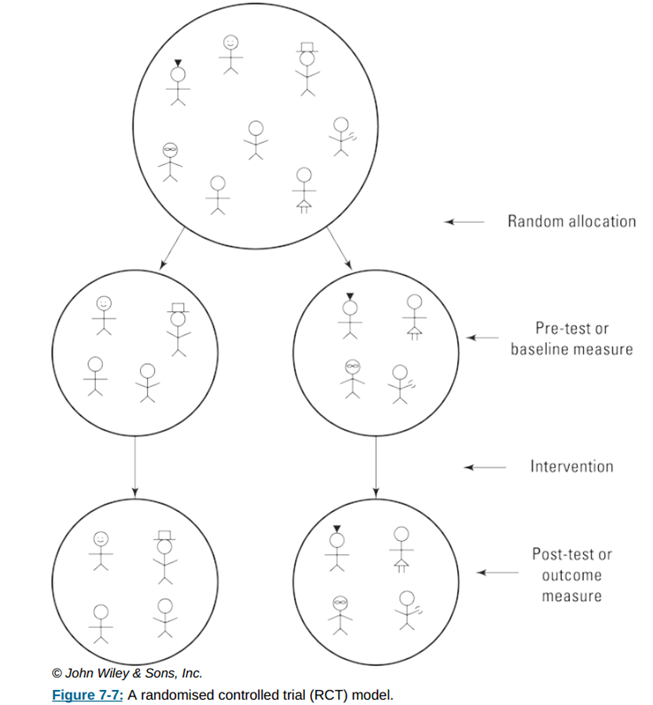 Random allocation
Pre-test or
baseline measure
Intervention
Post-test or
outcome
measure
© John Wiley & Sons, Inc.
Figure 7-7: A randomised controlled trial (RCT) model.